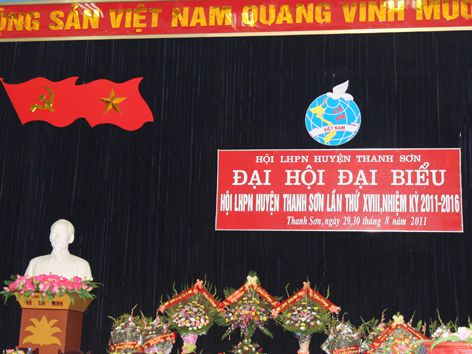 CỘNG SẢN VIỆT NAM QUANG VINH MUÔ
VIỆT NAM
HỘI LHPN HUYỆN THANH SƠN
ĐẠI HỘI ĐẠI BIỂU
HỘI LHPN HUYỆN THANH SƠN LẦN THỨ XVIII,NHIỆM KỲ 2011-2016
Thanh Sơn, ngày 29,30 tháng 8 năm 2011
HỒ CHÍ MINH